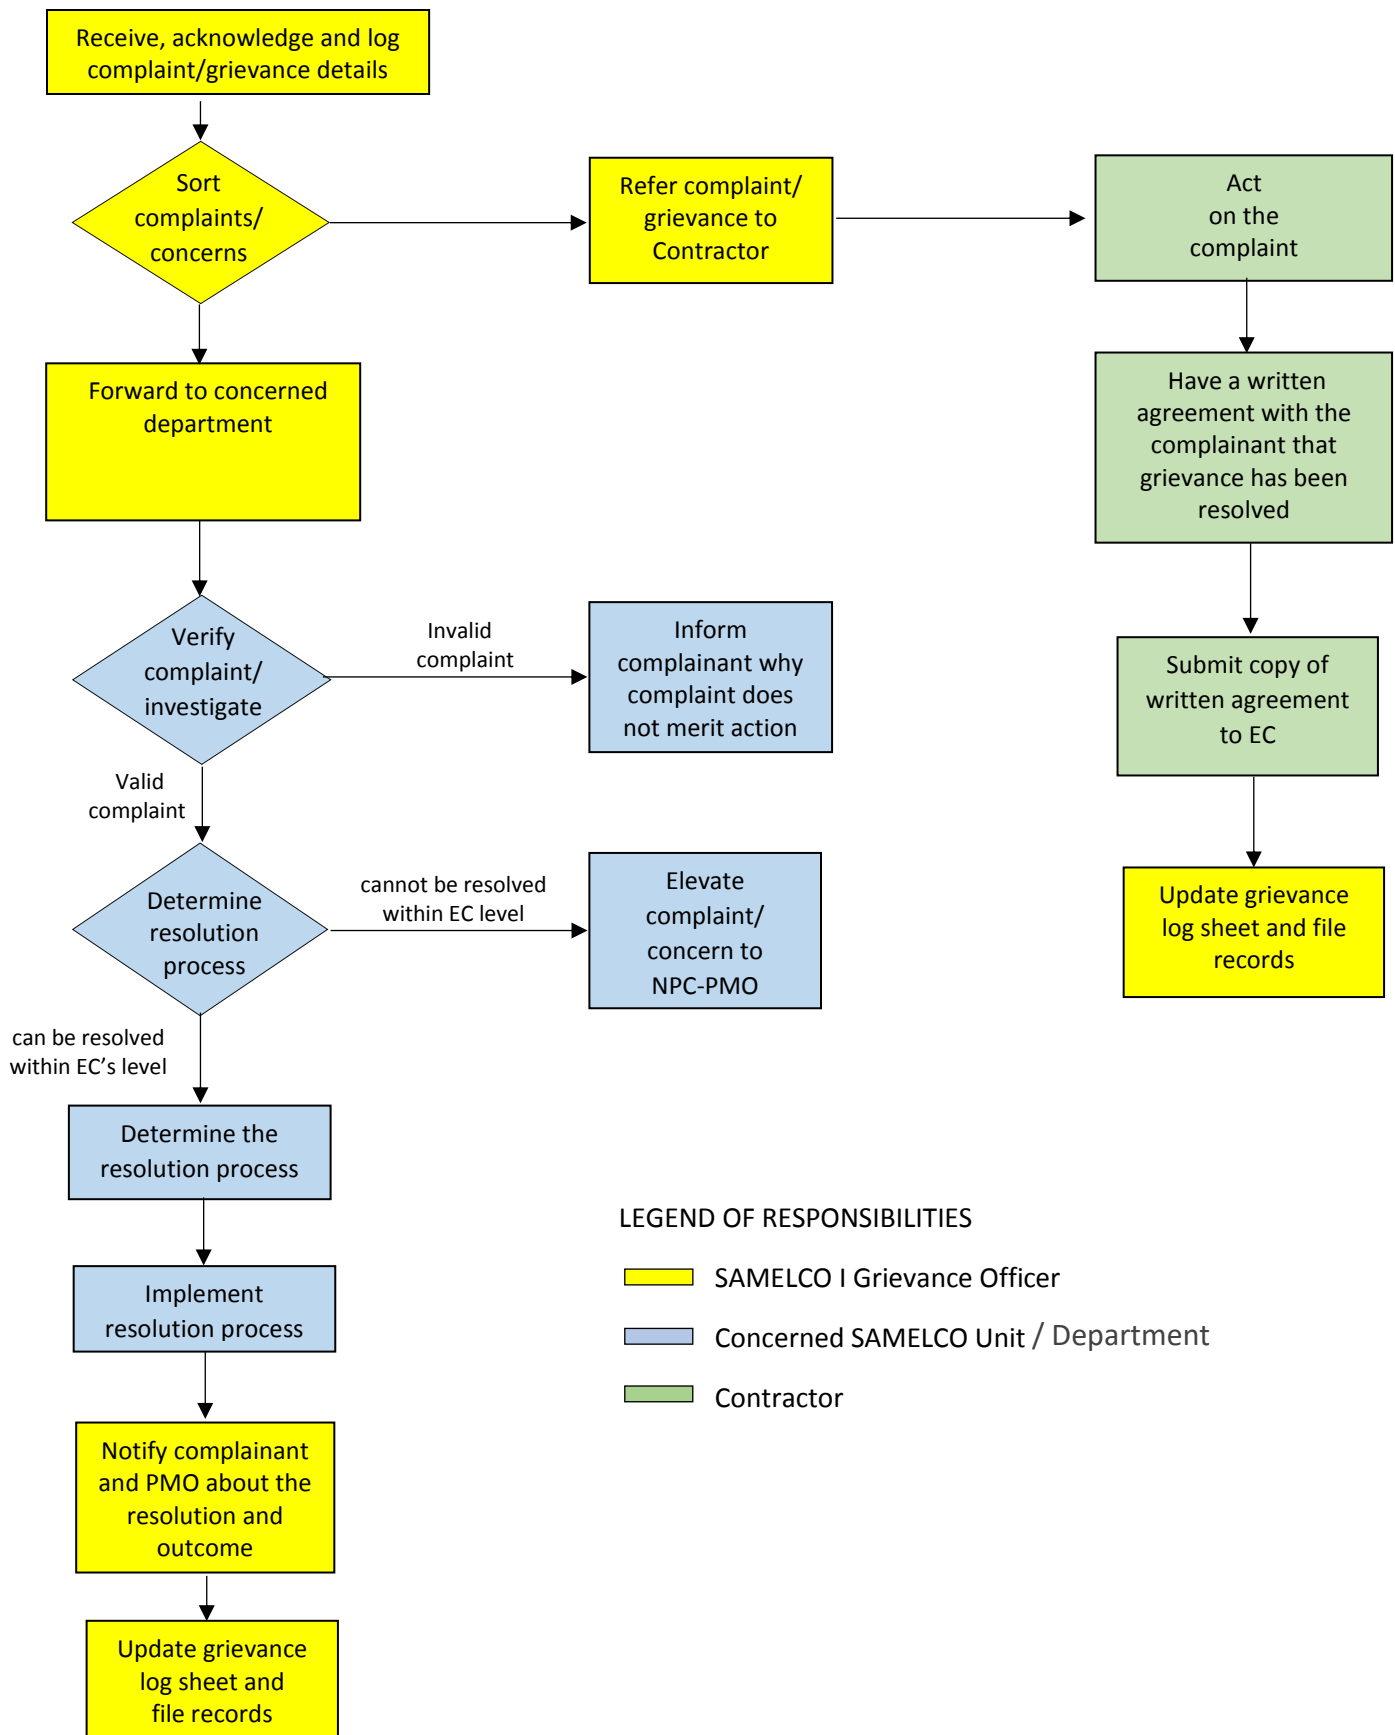 Receive, acknowledge and log
complaint/grievance details
Sort
complaints/
concerns
Refer complaint/
grievance to
Contractor
Act
on the
complaint
Forward to concerned
department
Have a written
agreement with the
complainant that
grievance has been
resolved
Verify
complaint/
investigate
Invalid
complaint
Inform
complainant why
complaint does
not merit action
Submit copy of
written agreement
to EC
Valid
complaint
Determine
resolution
process
cannot be resolved
within EC level
Elevate
complaint/
concern to
NPC-PMO
Update grievance
log sheet and file
records
can be resolved
within EC’s level
Determine the
resolution process
Implement
resolution process
Notify complainant
and PMO about the
resolution and
outcome
Update grievance
log sheet and
file records
LEGEND OF RESPONSIBILITIES
SAMELCO I Grievance Officer
Concerned SAMELCO Unit / Department
Contractor